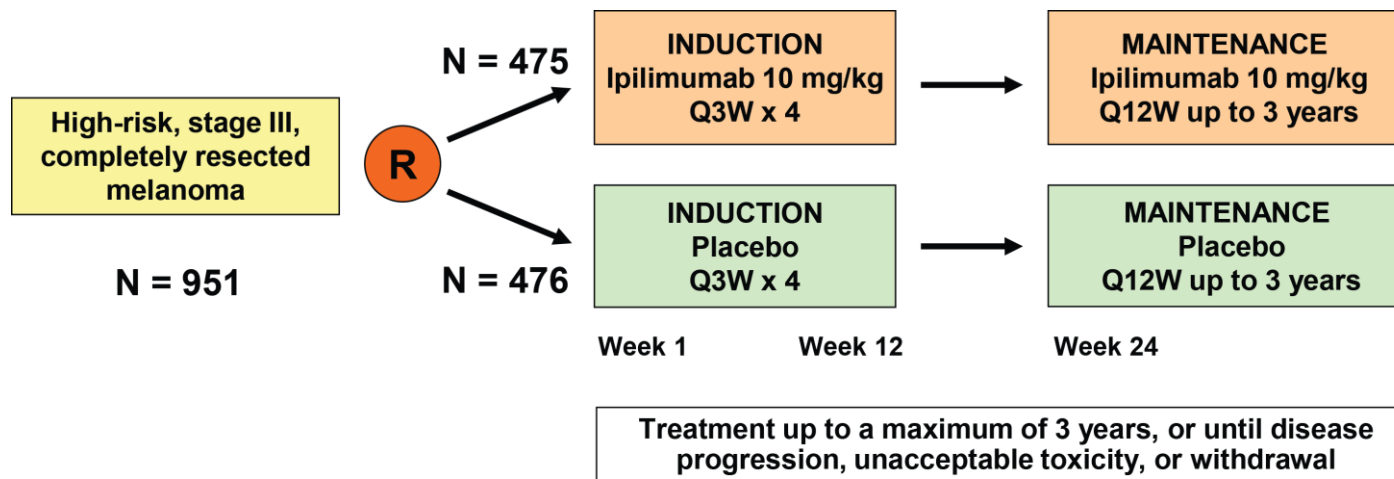 High-risk, stage III,
completely resected
melanoma
N = 951
R
N = 475
INDUCTION
Ipilimumab 10 mg/kg
Q3W x 4
MAINTENANCE
Ipilimumab 10 mg/kg
Q12W up to 3 years
N = 476
INDUCTION
Placebo
Q3W x 4
MAINTENANCE
Placebo
Q12W up to 3 years
Week 1
Week 12
Week 24
Treatment up to a maximum of 3 years, or until disease
progression, unacceptable toxicity, or withdrawal